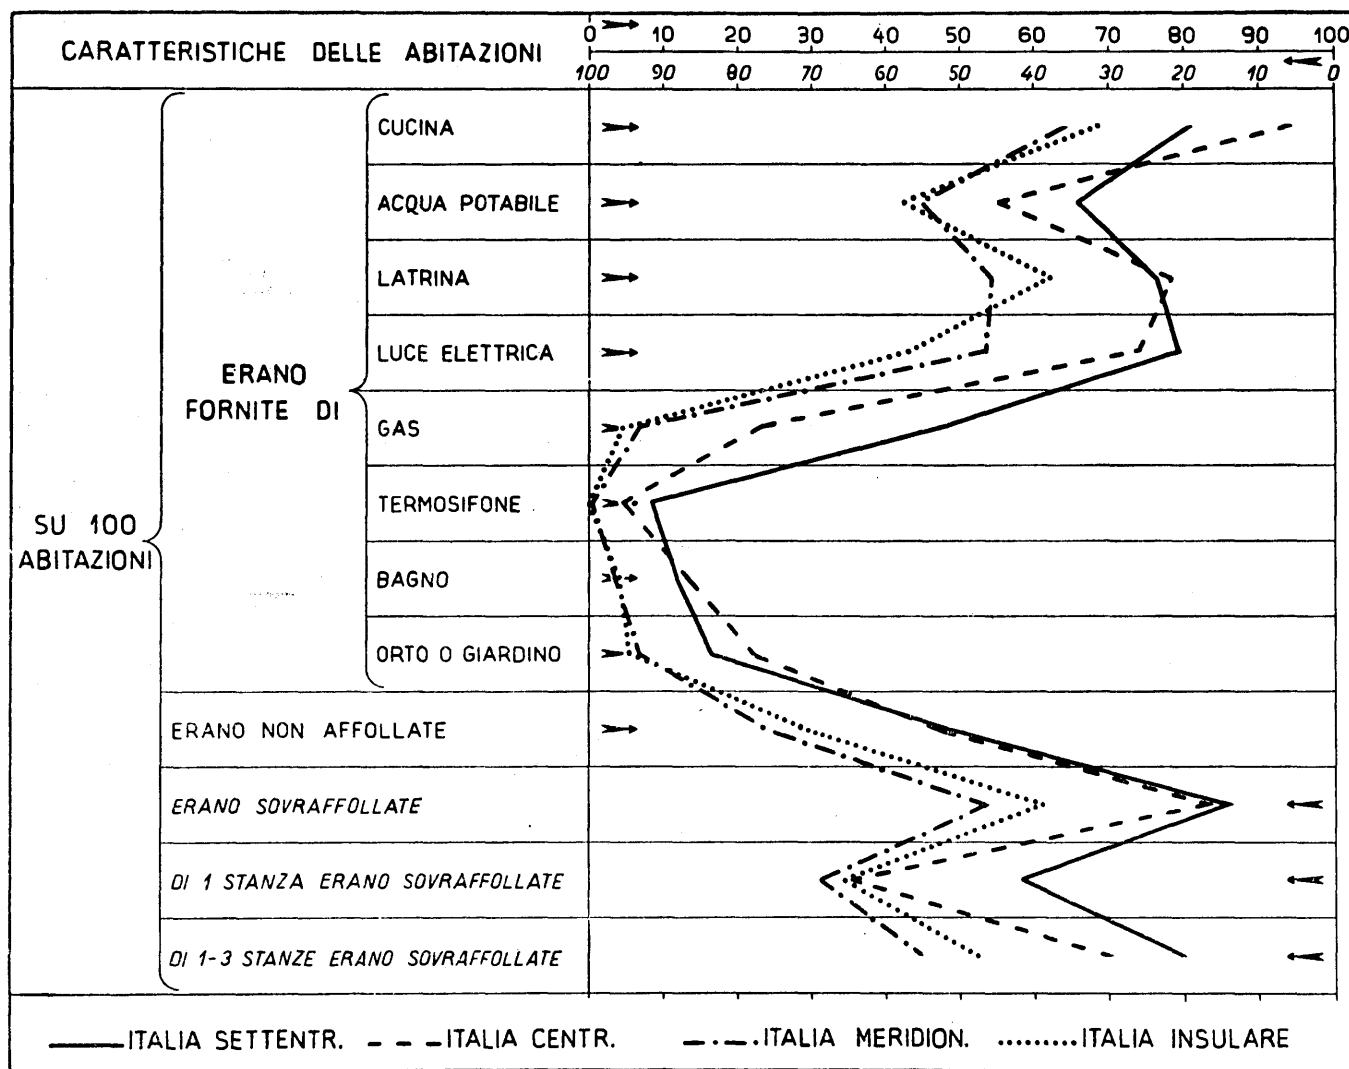 CARATTERISTICHE DELLE ABITAZIONI
0 10 20 30 40 50 60 70 80 90 100
100 90 80 70 60 50 40 30 20 10 0
SU 100
ABITAZIONI
ERANO
FORNITE DI
CUCINA
ACQUA POTABILE
LATRINA
LUCE ELETTRICA
GAS
TERMOSIFONE
BAGNO
ORTO O GIARDINO
ERANO NON AFFOLLATE
ERANO SOVRAFFOLLATE
DI 1 STANZA ERANO SOVRAFFOLLATE
DI 1-3 STANZE ERANO SOVRAFFOLLATE
ITALIA SETTENTR. ITALIA CENTR. ITALIA MERIDION. ITALIA INSULARE